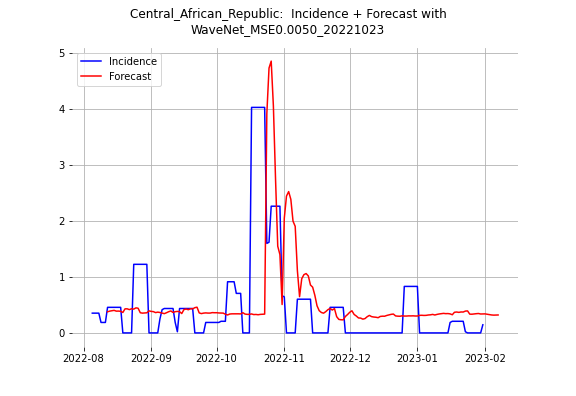 Central_African_Republic:  Incidence + Forecast with
WaveNet_MSE0.0050_20221023
Incidence
Forecast
5
4
3
2
1
0
2022-08 2022-09 2022-10 2022-11 2022-12 2023-01 2023-02